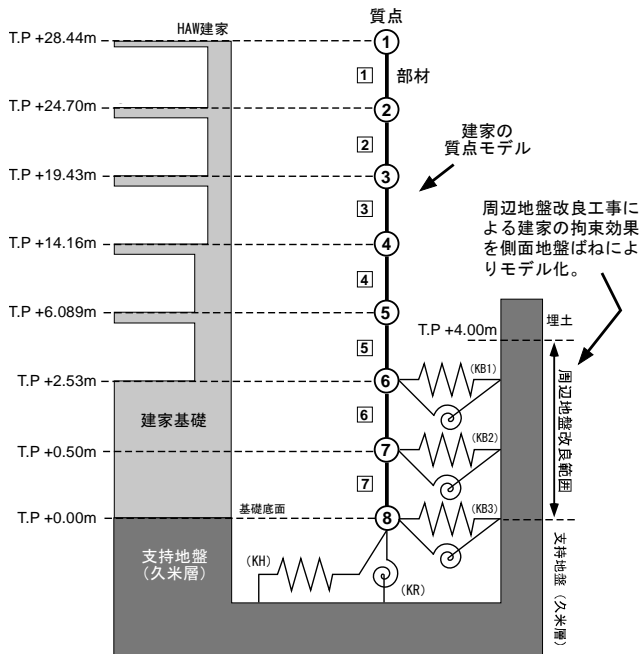 HAW建家
質点
T.P +28.44m
1
1
部材
T.P +24.70m
2
2
建家の
質点モデル
T.P +19.43m
3
3
周辺地盤改良工事に
よる建家の拘束効果
を側面地盤ばねによ
りモデル化。
T.P +14.16m
4
4
T.P +6.089m
5
埋土
T.P +4.00m
5
T.P +2.53m
6
(KB1)
周辺地盤改良範囲
建家基礎
6
T.P +0.50m
7
(KB2)
7
T.P +0.00m
基礎底面
8
(KB3)
支持地盤
(久米層)
(KH)
(KR)
支持地盤(久米層)